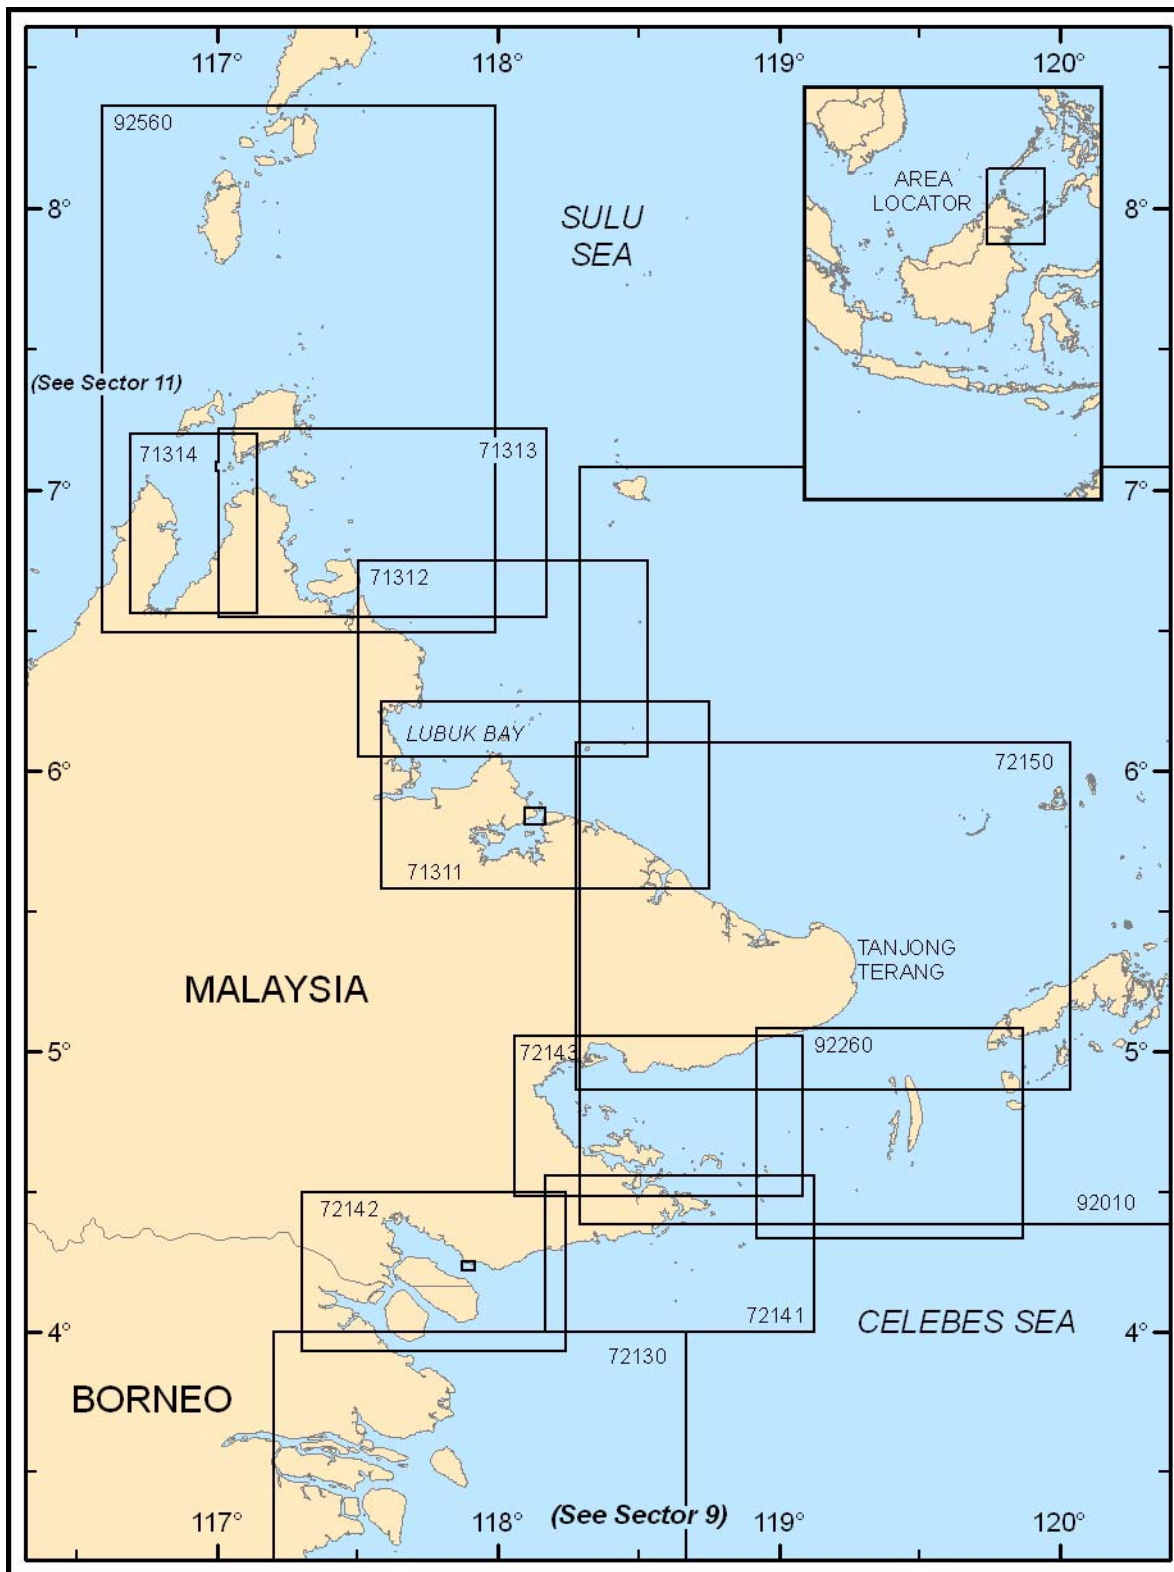 117°
118°
119°
120°
92560
AREA
LOCATOR
8°
8°
SULU
SEA
(See Sector 11)
71314
71313
7°
7°
71312
LUBUK BAY
72150
6°
6°
71311
TANJONG
TERANG
MALAYSIA
72143
92260
5°
5°
72142
92010
72141
CELEBES SEA
4°
4°
72130
BORNEO
(See Sector 9)
117°
118°
119°
120°